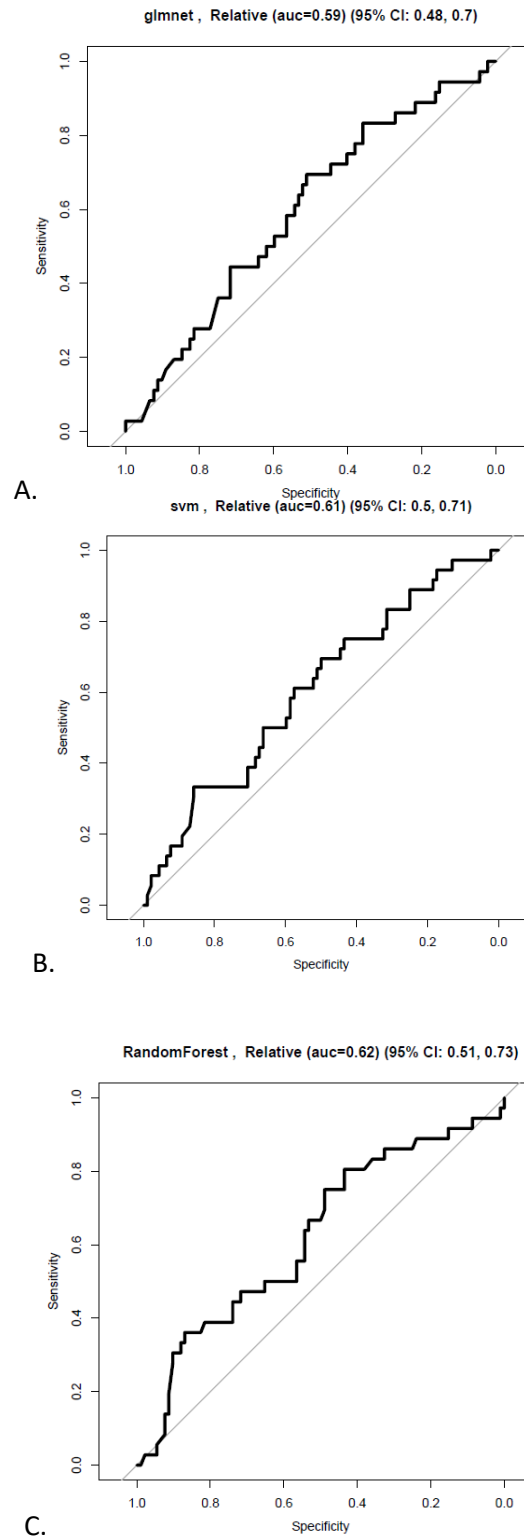 glmnet , Relative (auc=0.59) (95% CI: 0.48, 0.7)
1.0
0.8
0.6
0.4
0.2
0.0
Sensitivity
1.0 0.8 0.6 0.4 0.2 0.0
Specificity
A.
svm , Relative (auc=0.61) (95% CI: 0.5, 0.71)
1.0
0.8
0.6
0.4
0.2
0.0
Sensitivity
1.0 0.8 0.6 0.4 0.2 0.0
Specificity
B.
RandomForest , Relative (auc=0.62) (95% CI: 0.51, 0.73)
1.0
0.8
0.6
0.4
0.2
0.0
Sensitivity
1.0 0.8 0.6 0.4 0.2 0.0
Specificity
C.